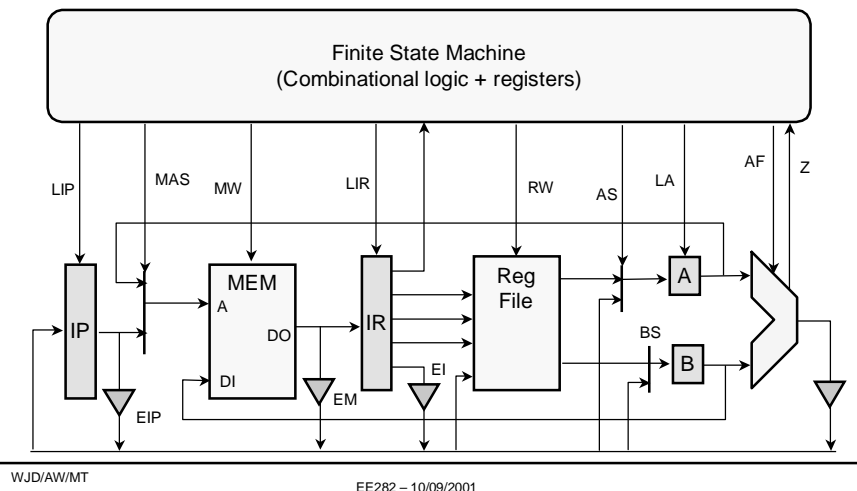 Finite State Machine
(Combinational logic + registers)
LIP
MAS
MW
LIR
RW
AS
LA
AF
Z
MEM
A
DO
DI
IP
IR
Reg
File
A
BS
B
EI
EM
EIP
WJD/AW/MT
EE282 – 10/09/2001